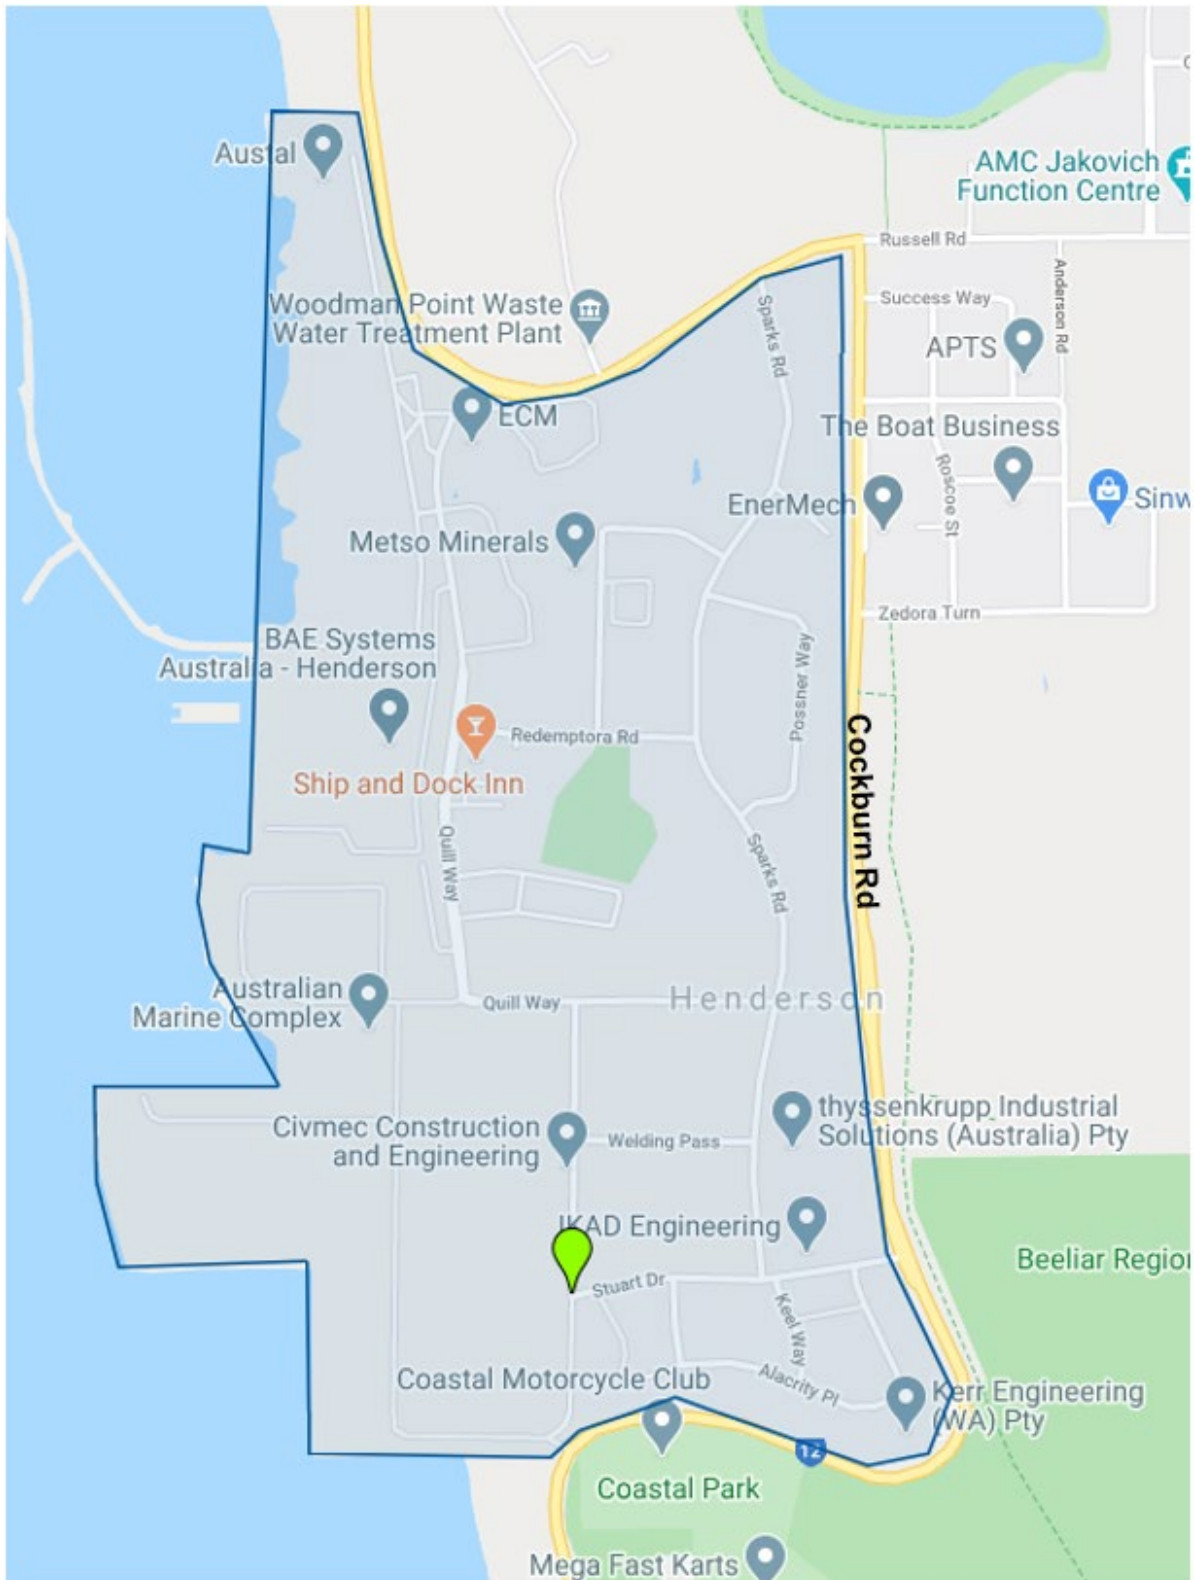 Austal
AMC Jakovich
Function Centre
Russell Rd
Anderson Rd
Woodman Point Waste
Water Treatment Plant
Sparks Rd
Success Way
APTS
ECM
The Boat Business
Roscoe St
EnerMech
Sinw
Metso Minerals
Zedora Turn
BAE Systems
Australia - Henderson
Possner Way
Redemptora Rd
Cockburn Rd
Ship and Dock Inn
Quill Way
Sparks Rd
Australian
Marine Complex
Quill Way
Henderson
thyssenkrupp Industrial
Solutions (Australia) Pty
Civmec Construction
and Engineering
Welding Pass
IKAD Engineering
Beeliar Region
Stuart Dr
Keel Way
Coastal Motorcycle Club
Alacrity Pl
Kerr Engineering
(WA) Pty
12
Coastal Park
Mega Fast Karts